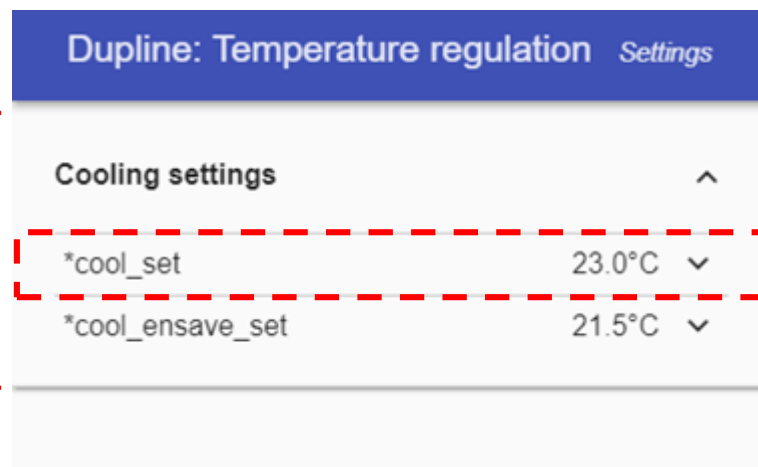 Dupline: Temperature regulation Settings
Cooling settings
*cool_set 23.0°C
*cool_ensave_set 21.5°C